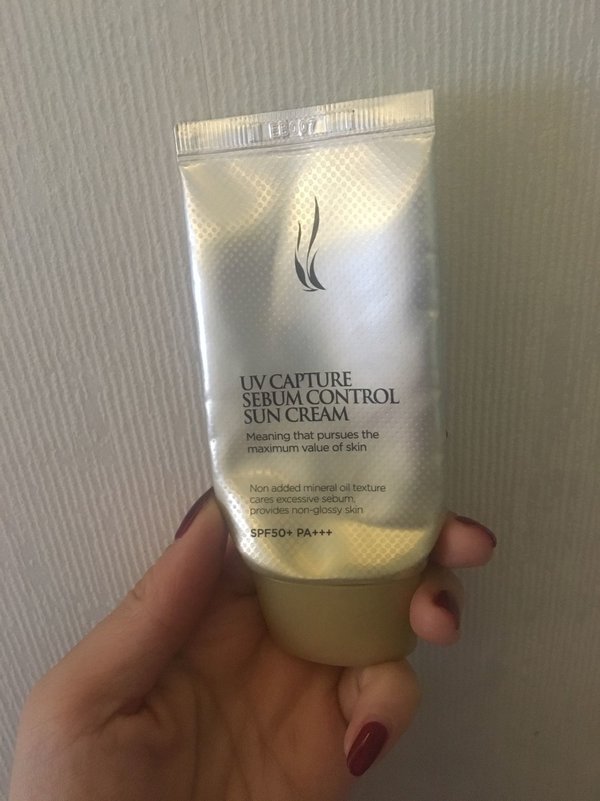 UV CAPTURE
SEBUM CONTROL
SUN CREAM
Meaning that pursues the
maximum value of skin
Non added mineral oil texture
cares excessive sebum,
provides non-glossy skin
SPF50+ PA+++